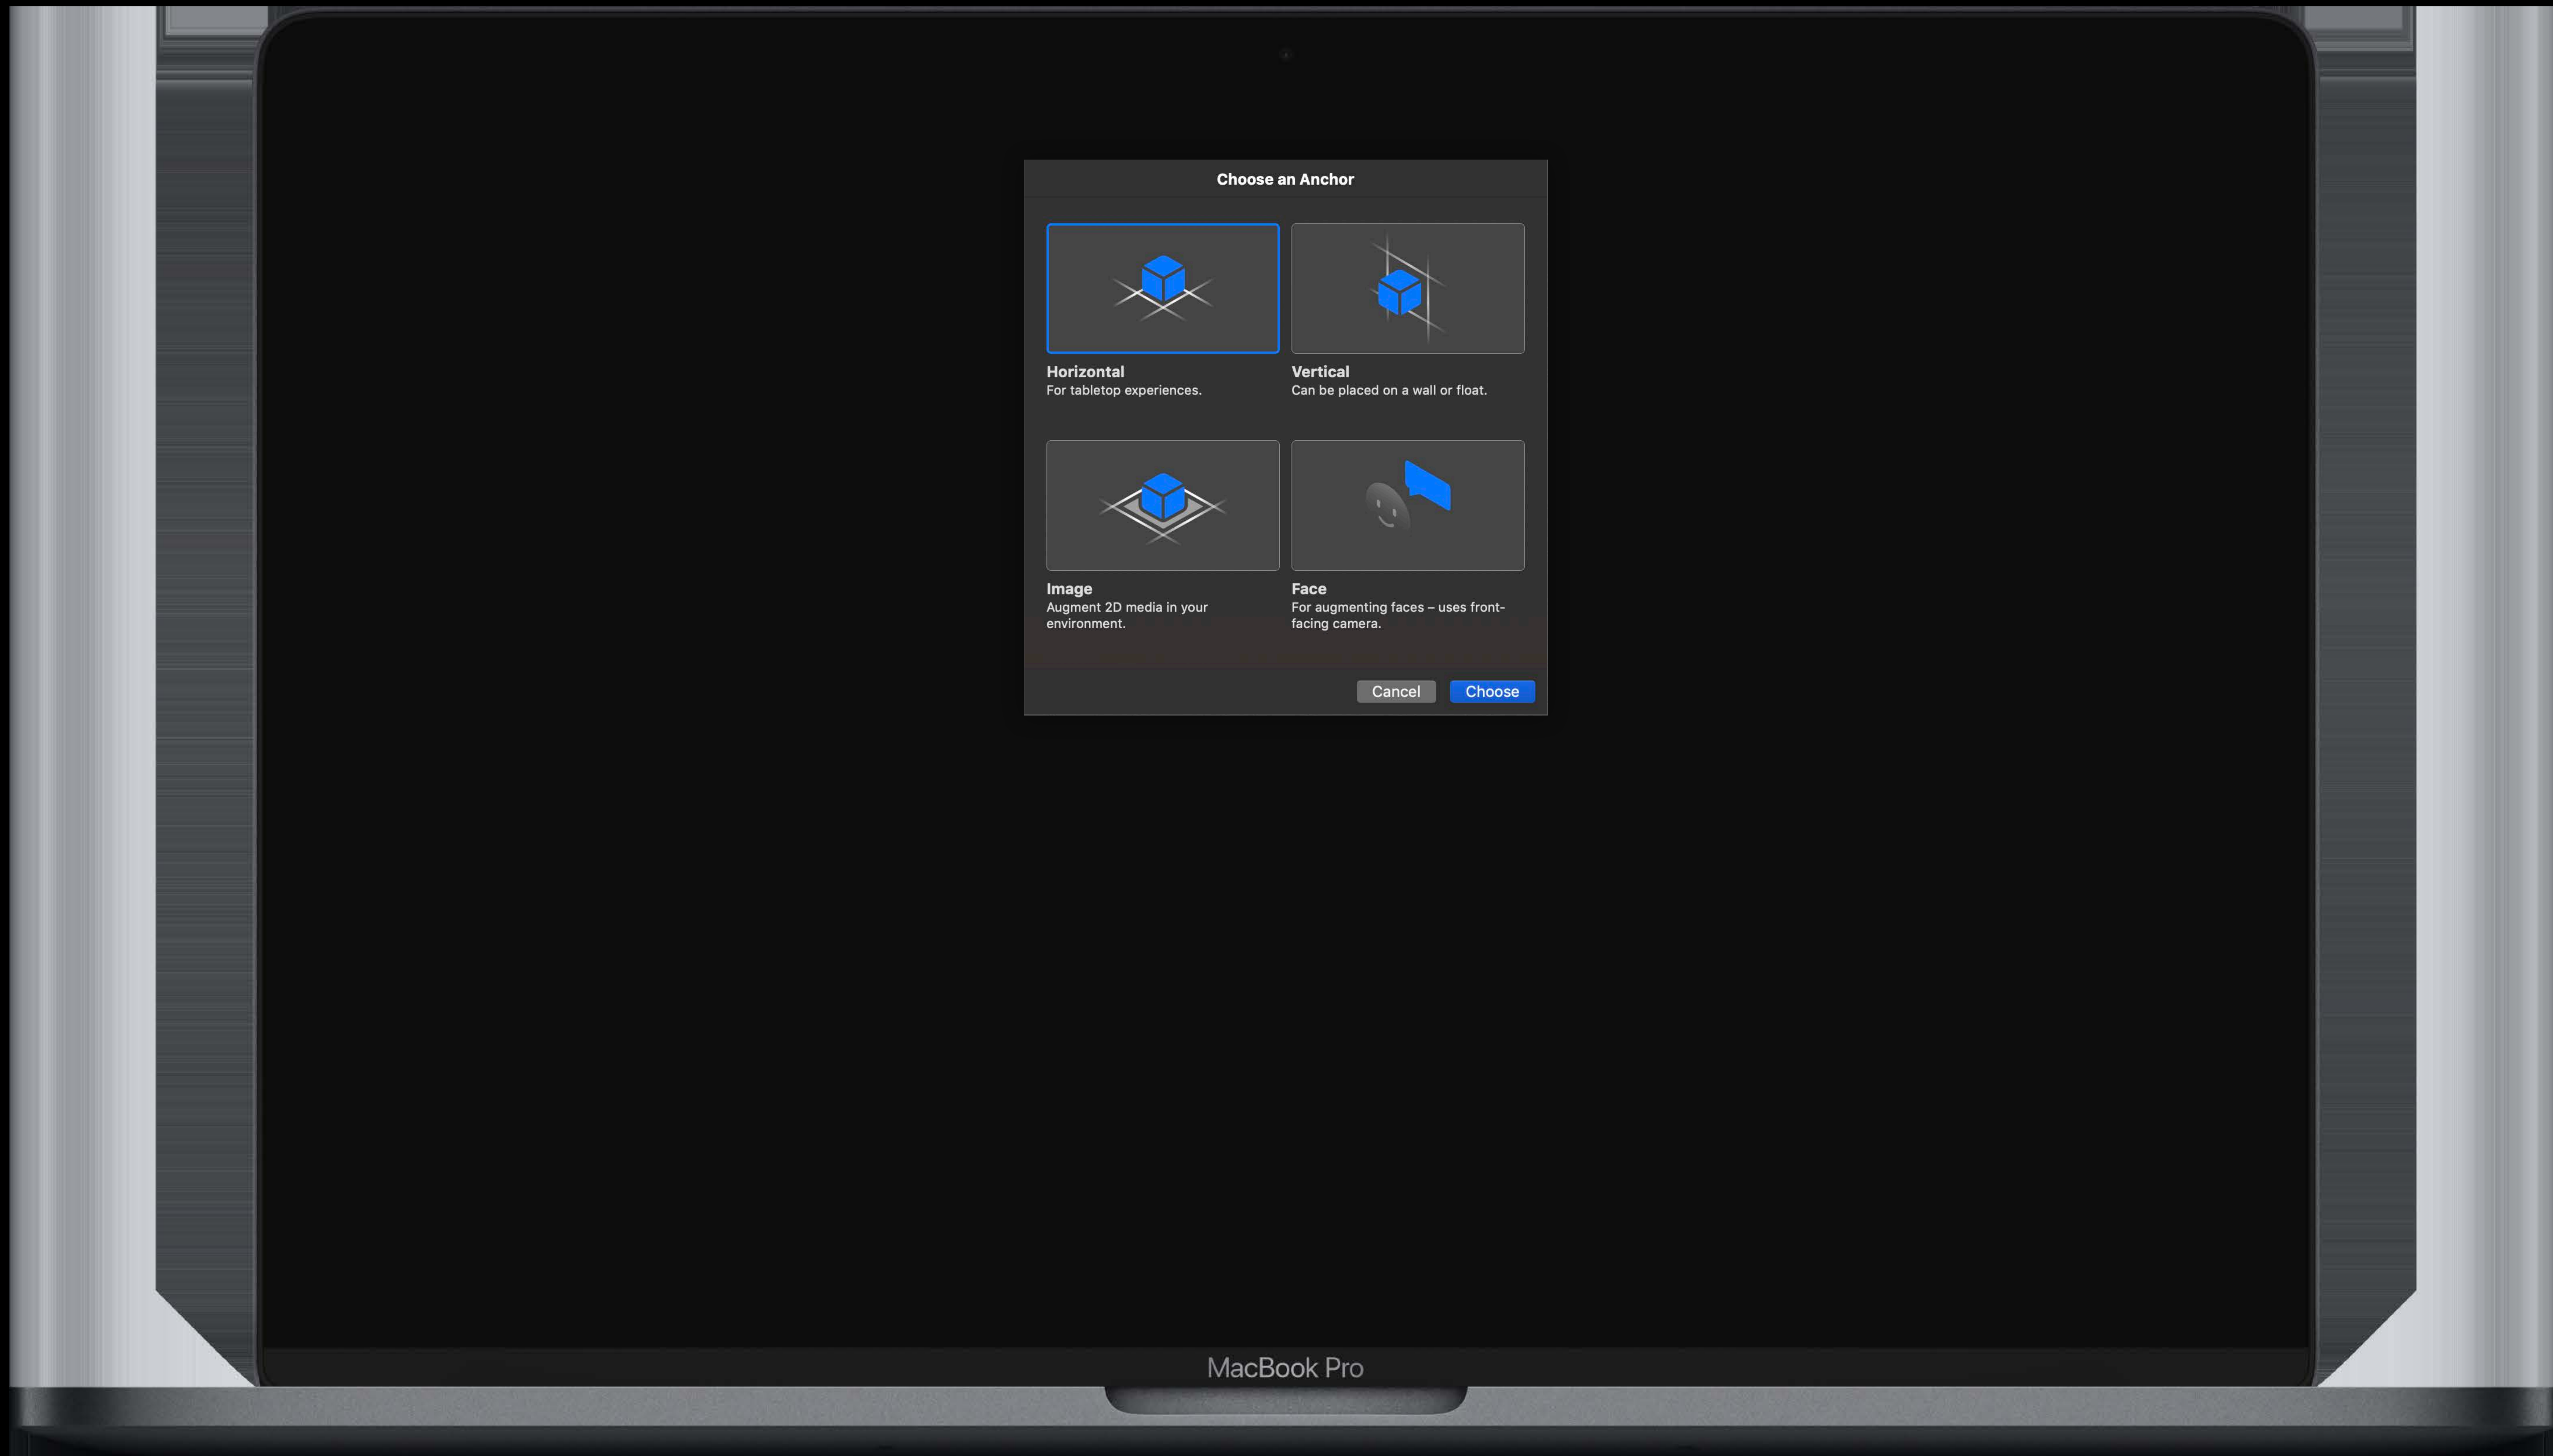 Choose an Anchor
Horizontal
For tabletop experiences.
Vertical
Can be placed on a wall or float.
Image
Augment 2D media in your
environment.
Face
For augmenting faces – uses front-
facing camera.
Cancel
Choose
MacBook Pro